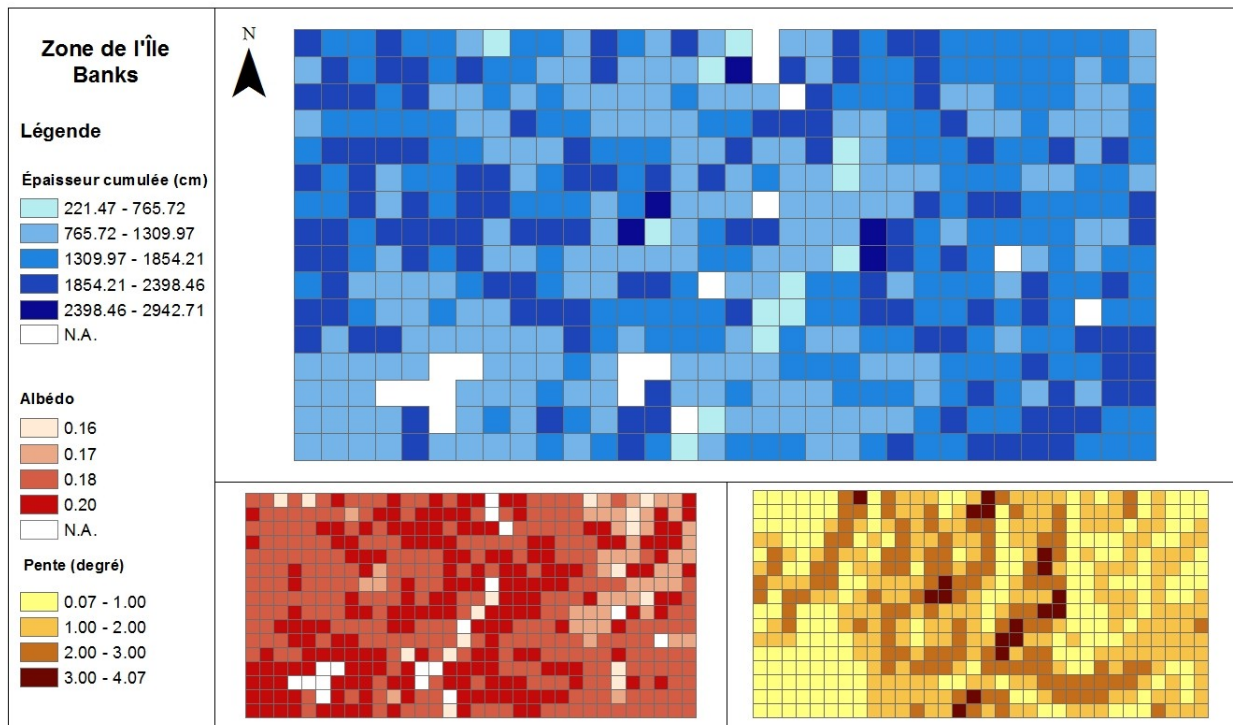 Zone de l'Île
Banks
N
Légende
Épaisseur cumulée (cm)
221.47 - 765.72
765.72 - 1309.97
1309.97 - 1854.21
1854.21 - 2398.46
2398.46 - 2942.71
N.A.
Albédo
0.16
0.17
0.18
0.20
N.A.
Pente (degré)
0.07 - 1.00
1.00 - 2.00
2.00 - 3.00
3.00 - 4.07